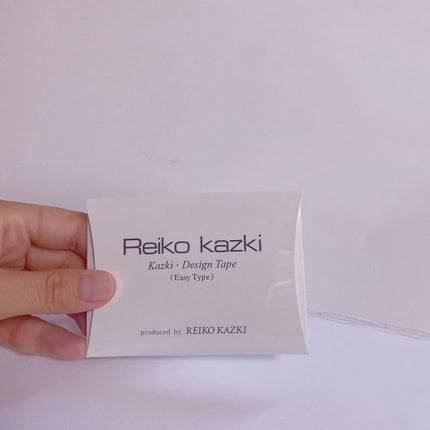 Reiko kazki
Kazki・Design Tape
(Easy Type)
produced by REIKO KAZKI